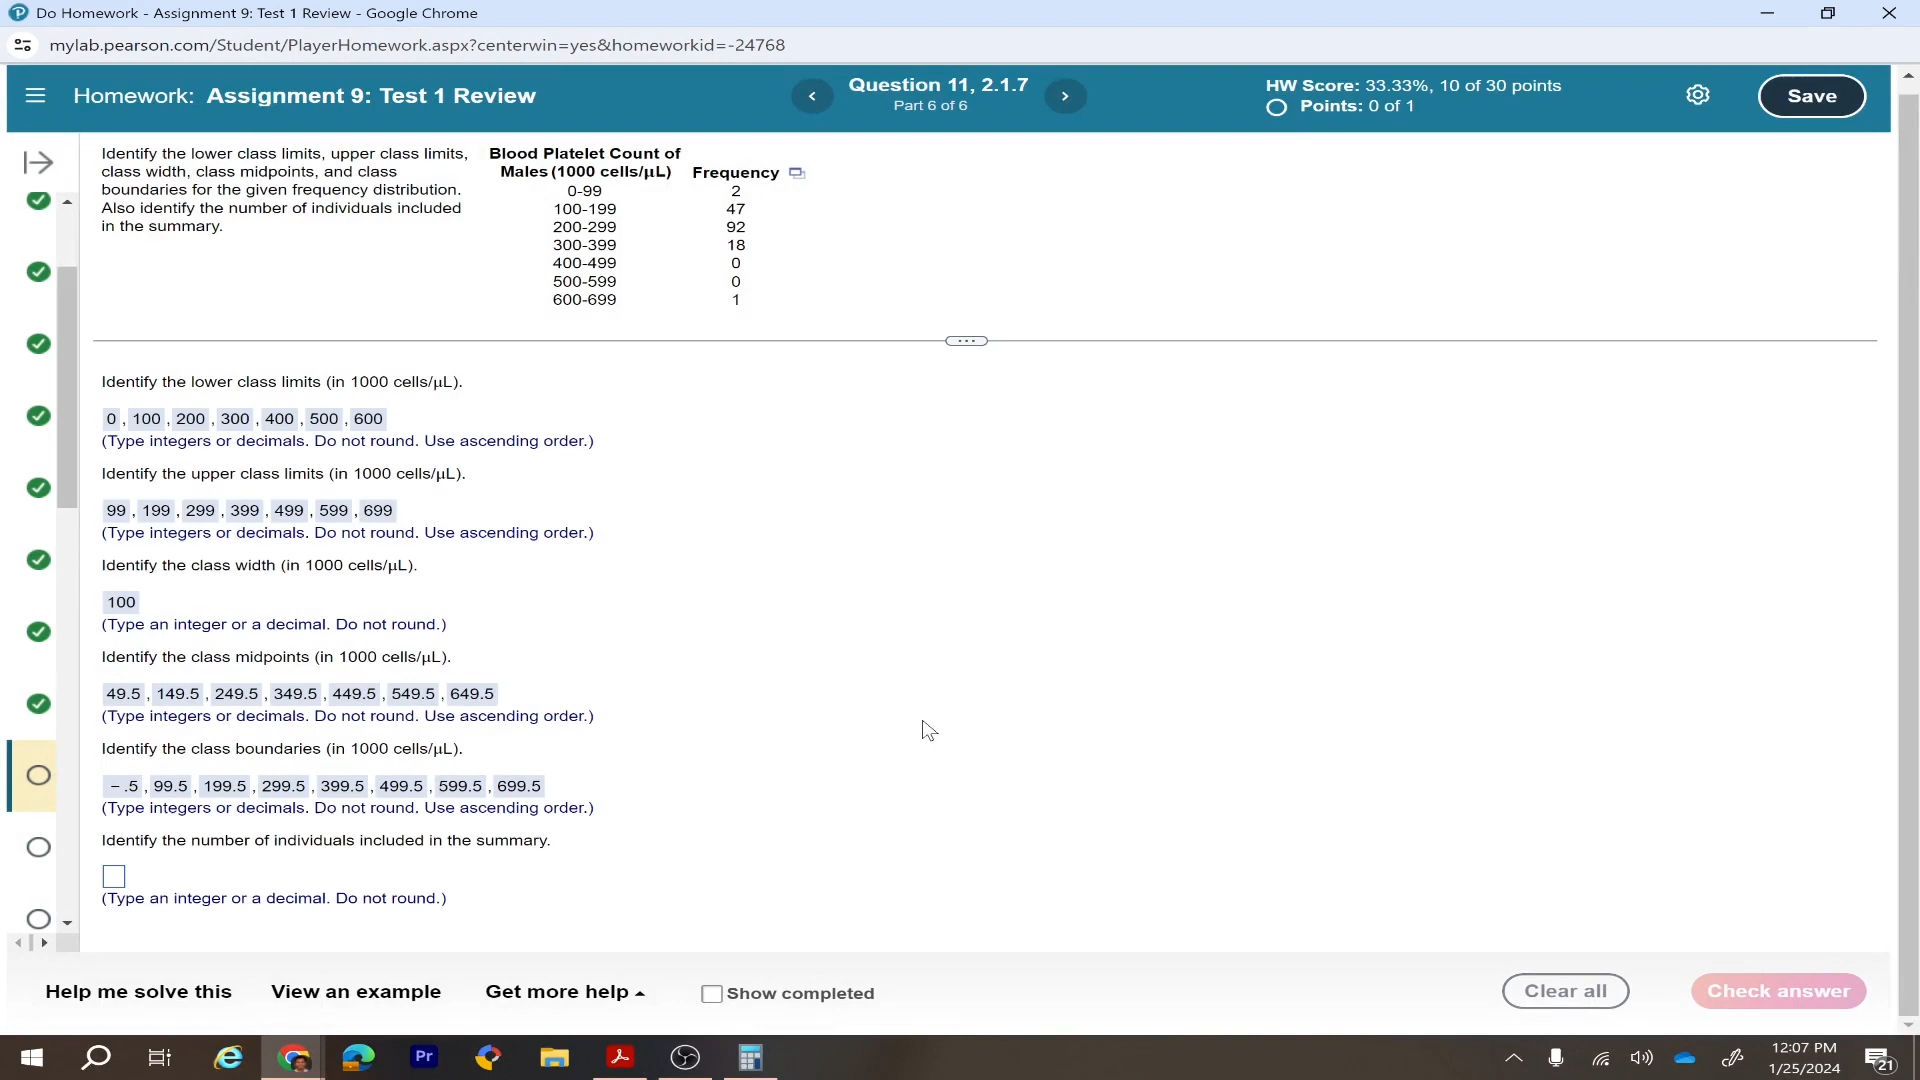 Do Homework - Assignment 9: Test 1 Review - Google Chrome
mylab.pearson.com/Student/PlayerHomework.aspx?centerwin=yes&homeworkid=-24768
Homework: Assignment 9: Test 1 Review
Question 11, 2.1.7
Part 6 of 6
HW Score: 33.33%, 10 of 30 points
Points: 0 of 1
Save
Identify the lower class limits, upper class limits,
class width, class midpoints, and class
boundaries for the given frequency distribution.
Also identify the number of individuals included
in the summary.
Blood Platelet Count of
Males (1000 cells/μL) Frequency
0-99 2
100-199 47
200-299 92
300-399 18
400-499 0
500-599 0
600-699 1
Identify the lower class limits (in 1000 cells/μL).
0 , 100 , 200 , 300 , 400 , 500 , 600
(Type integers or decimals. Do not round. Use ascending order.)
Identify the upper class limits (in 1000 cells/μL).
99 , 199 , 299 , 399 , 499 , 599 , 699
(Type integers or decimals. Do not round. Use ascending order.)
Identify the class width (in 1000 cells/μL).
100
(Type an integer or a decimal. Do not round.)
Identify the class midpoints (in 1000 cells/μL).
49.5 , 149.5 , 249.5 , 349.5 , 449.5 , 549.5 , 649.5
(Type integers or decimals. Do not round. Use ascending order.)
Identify the class boundaries (in 1000 cells/μL).
− .5 , 99.5 , 199.5 , 299.5 , 399.5 , 499.5 , 599.5 , 699.5
(Type integers or decimals. Do not round. Use ascending order.)
Identify the number of individuals included in the summary.
(Type an integer or a decimal. Do not round.)
Help me solve this
View an example
Get more help
Show completed
Clear all
Check answer
Pr
12:07 PM
1/25/2024
21